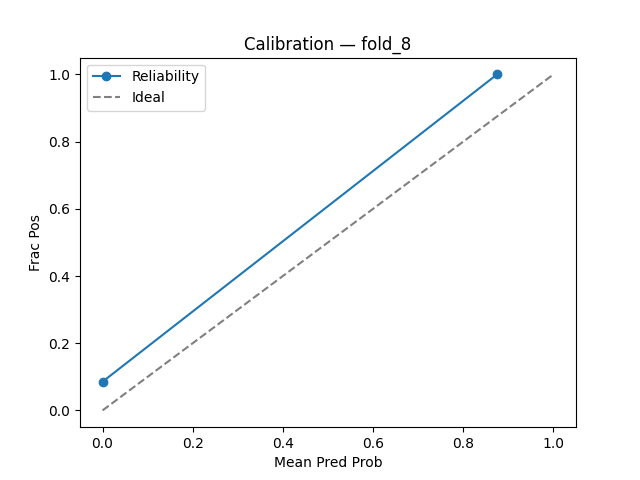 Calibration — fold_8
Reliability
Ideal
Frac Pos
1.0
0.8
0.6
0.4
0.2
0.0
0.0 0.2 0.4 0.6 0.8 1.0
Mean Pred Prob